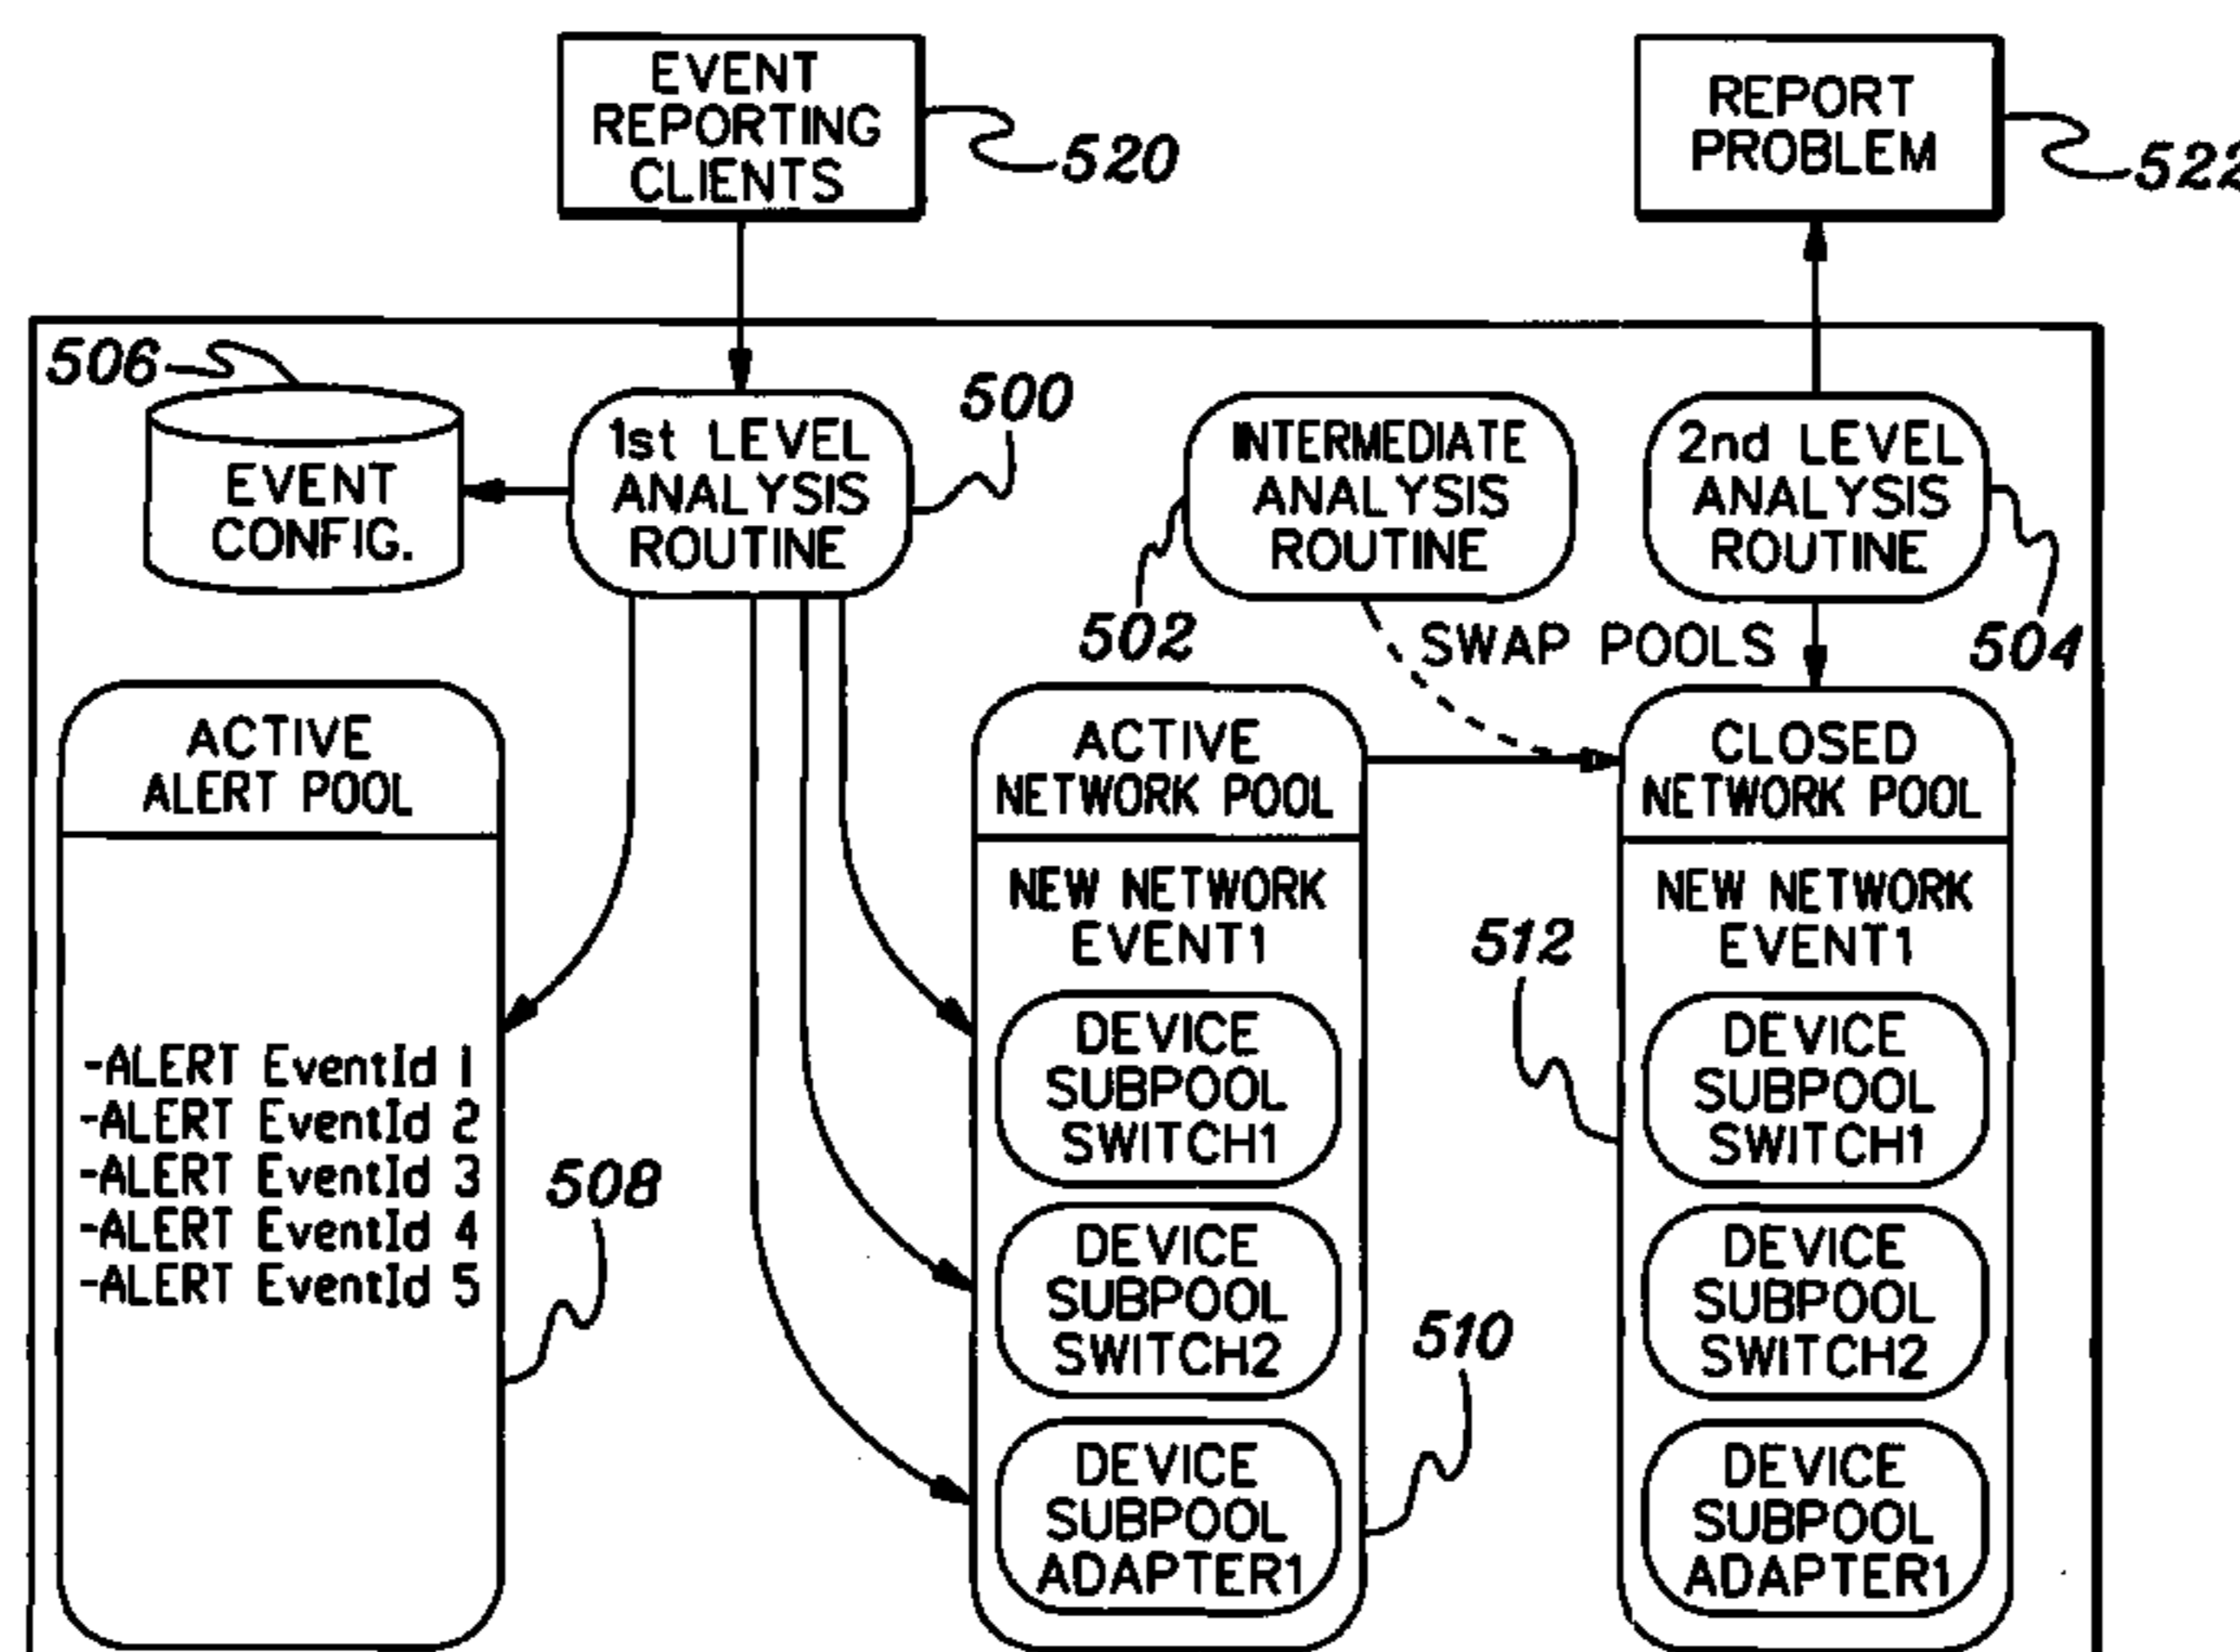 EVENT
REPORTING
CLIENTS
520
REPORT
PROBLEM
522
506
EVENT
CONFIG.
1st LEVEL
ANALYSIS
ROUTINE
500
INTERMEDIATE
ANALYSIS
ROUTINE
502
2nd LEVEL
ANALYSIS
ROUTINE
504
SWAP POOLS
ACTIVE
ALERT POOL
-ALERT EventId 1
-ALERT EventId 2
-ALERT EventId 3
-ALERT EventId 4
-ALERT EventId 5
508
ACTIVE
NETWORK POOL
NEW NETWORK
EVENT1
DEVICE
SUBPOOL
SWITCH1
DEVICE
SUBPOOL
SWITCH2
DEVICE
SUBPOOL
ADAPTER1
510
CLOSED
NETWORK POOL
NEW NETWORK
EVENT1
512
DEVICE
SUBPOOL
SWITCH1
DEVICE
SUBPOOL
SWITCH2
DEVICE
SUBPOOL
ADAPTER1